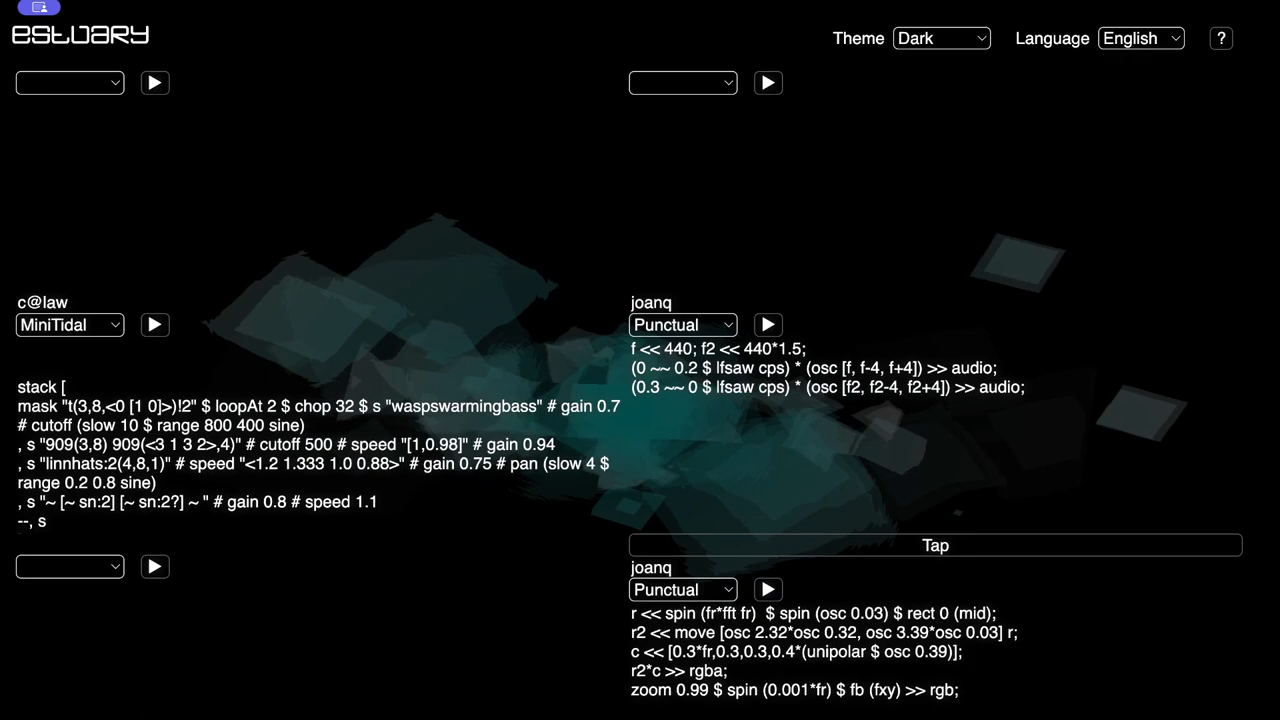 estuary
Theme Dark Language English ?
c@law
MiniTidal
stack [
mask "t(3,8,<0 [1 0]>)!2" $ loopAt 2 $ chop 32 $ s "waspswarmingbass" # gain 0.7
# cutoff (slow 10 $ range 800 400 sine)
, s "909(3,8) 909(<3 1 3 2>,4)" # cutoff 500 # speed "[1,0.98]" # gain 0.94
, s "linnhats:2(4,8,1)" # speed "<1.2 1.333 1.0 0.88>" # gain 0.75 # pan (slow 4 $
range 0.2 0.8 sine)
, s "~ [~ sn:2] [~ sn:2?] ~ " # gain 0.8 # speed 1.1
--, s
joanq
Punctual
f << 440; f2 << 440*1.5;
(0 ~~ 0.2 $ lfsaw cps) * (osc [f, f-4, f+4]) >> audio;
(0.3 ~~ 0 $ lfsaw cps) * (osc [f2, f2-4, f2+4]) >> audio;
Tap
joanq
Punctual
r << spin (fr*fft fr)  $ spin (osc 0.03) $ rect 0 (mid);
r2 << move [osc 2.32*osc 0.32, osc 3.39*osc 0.03] r;
c << [0.3*fr,0.3,0.3,0.4*(unipolar $ osc 0.39)];
r2*c >> rgba;
zoom 0.99 $ spin (0.001*fr) $ fb (fxy) >> rgb;